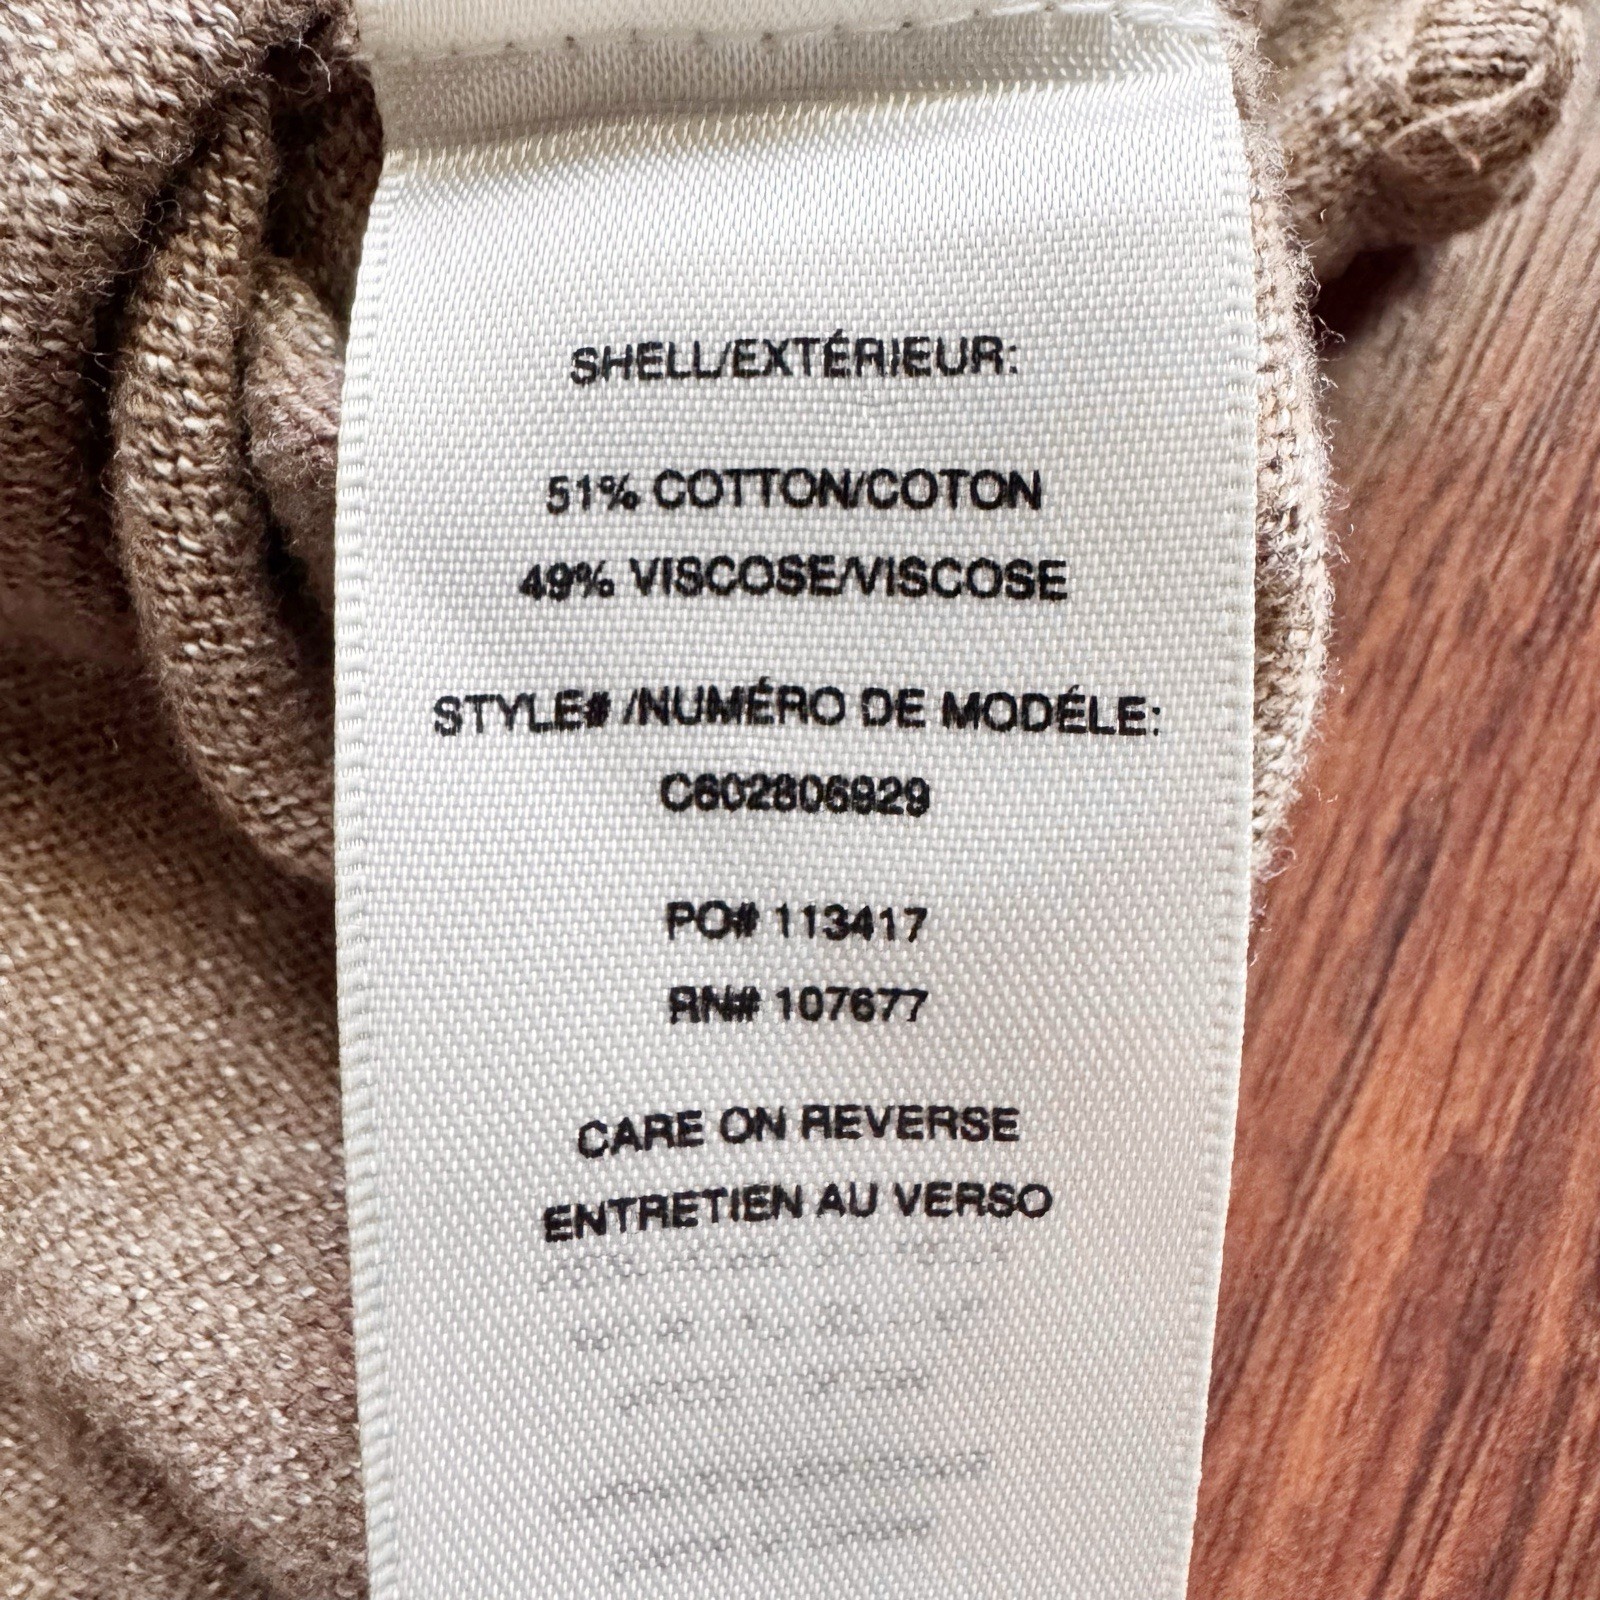 SHELL/EXTÉRIEUR:
51% COTTON/COTON
49% VISCOSE/VISCOSE
STYLE# /NUMÉRO DE MODÉLE:
C602806929
PO# 113417
RN# 107677
CARE ON REVERSE
ENTRETIEN AU VERSO